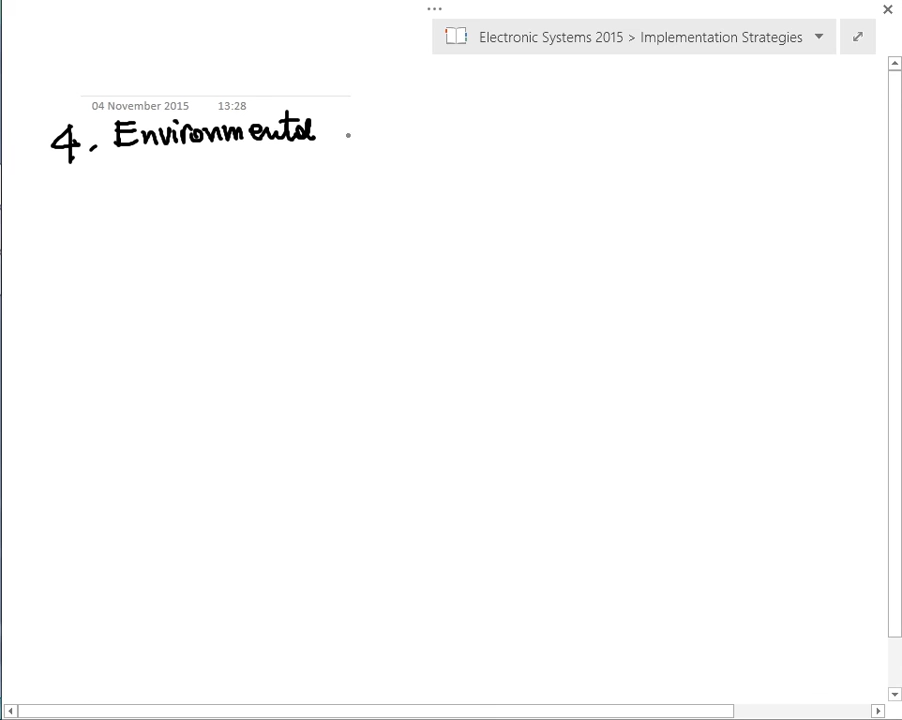 Electronic Systems 2015 > Implementation Strategies
04 November 2015 13:28
4. Environmental